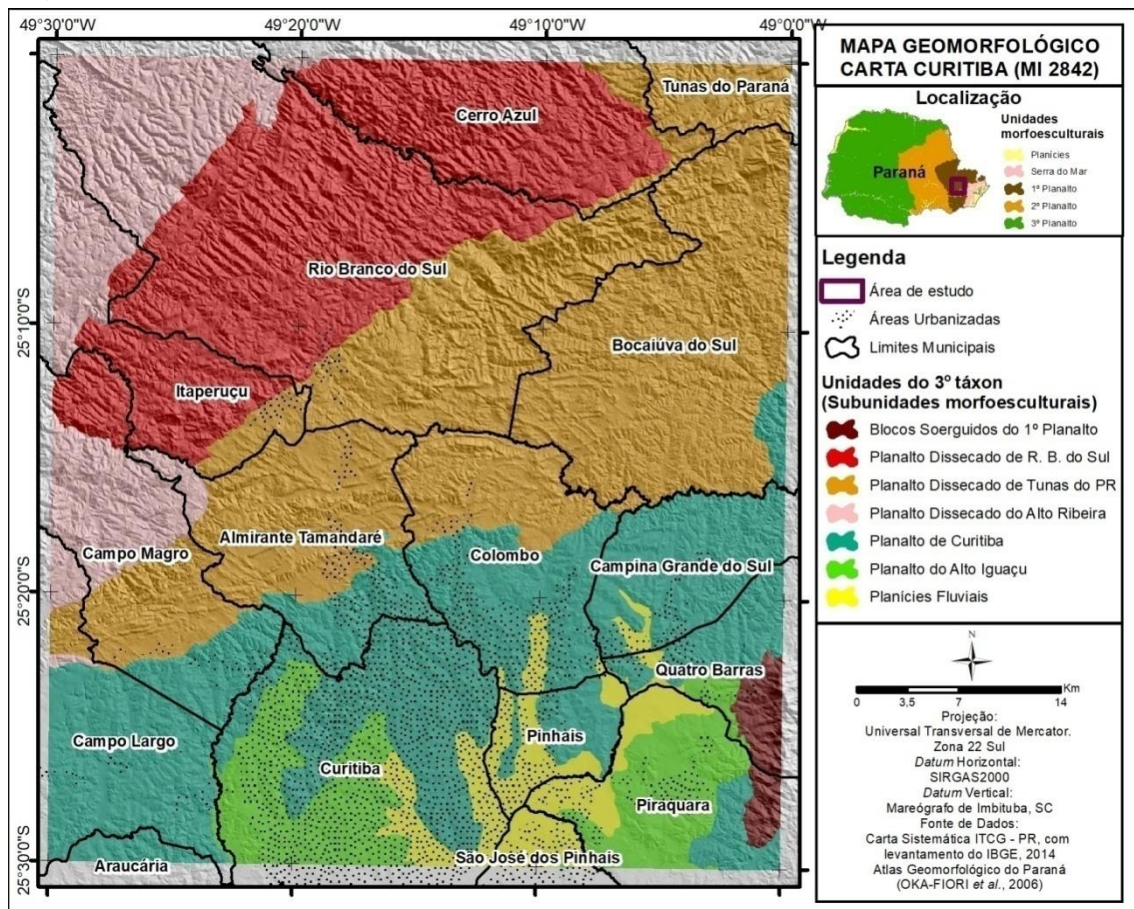 49°30'0"W 49°20'0"W 49°10'0"W 49°0'0"W
25°10'0"S
25°20'0"S
25°30'0"S
Tunas do Paraná
Cerro Azul
Rio Branco do Sul
Bocaiúva do Sul
Itaperuçu
Almirante Tamandaré
Campo Magro
Colombo
Campina Grande do Sul
Quatro Barras
Campo Largo
Pinhais
Curitiba
Piraquara
São José dos Pinhais
Araucária
MAPA GEOMORFOLÓGICO
CARTA CURITIBA (MI 2842)
Localização
Unidades
morfoesculturais
Paraná
Planícies
Serra do Mar
1º Planalto
2º Planalto
3º Planalto
Legenda
Área de estudo
Áreas Urbanizadas
Limites Municipais
Unidades do 3º táxon
(Subunidades morfoesculturais)
Blocos Soerguidos do 1º Planalto
Planalto Dissecado de R. B. do Sul
Planalto Dissecado de Tunas do PR
Planalto Dissecado do Alto Ribeira
Planalto de Curitiba
Planalto do Alto Iguaçu
Planícies Fluviais
N
Km
0 3,5 7 14
Projeção:
Universal Transversal de Mercator.
Zona 22 Sul
Datum Horizontal:
SIRGAS2000
Datum Vertical:
Mareógrafo de Imbituba, SC
Fonte de Dados:
Carta Sistemática ITCG - PR, com
levantamento do IBGE, 2014
Atlas Geomorfológico do Paraná
(OKA-FIORI et al., 2006)